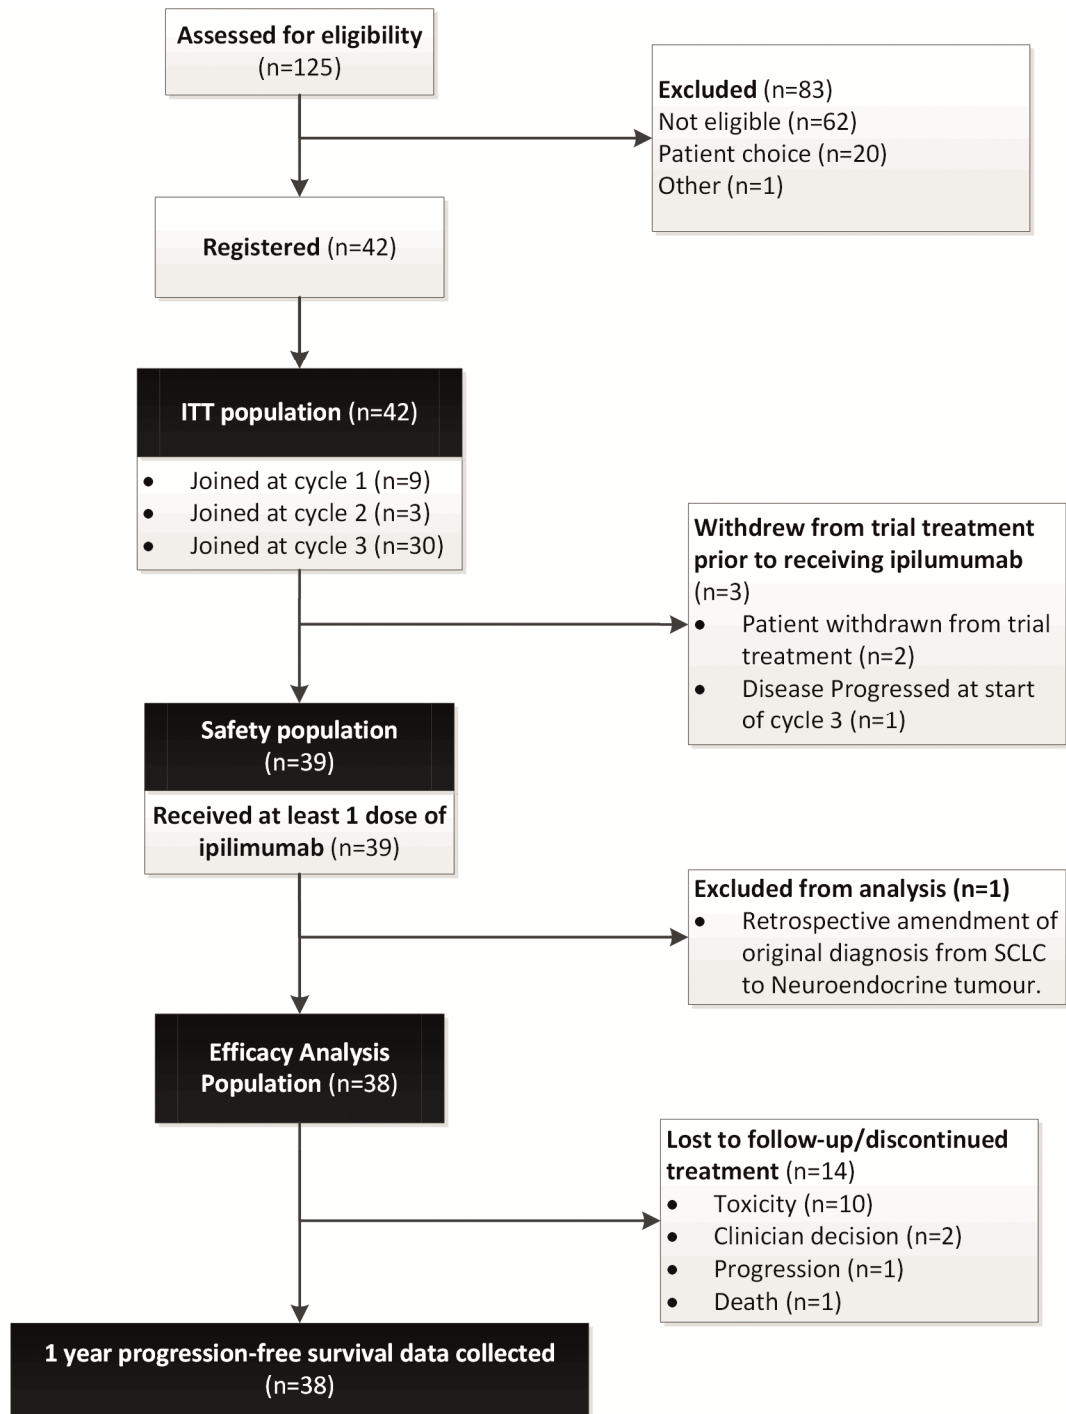 Assessed for eligibility
(n=125)
Excluded (n=83)
Not eligible (n=62)
Patient choice (n=20)
Other (n=1)
Registered (n=42)
ITT population (n=42)
• Joined at cycle 1 (n=9)
• Joined at cycle 2 (n=3)
• Joined at cycle 3 (n=30)
Withdrew from trial treatment
prior to receiving ipilumumab
(n=3)
• Patient withdrawn from trial
treatment (n=2)
• Disease Progressed at start
of cycle 3 (n=1)
Safety population
(n=39)
Received at least 1 dose of
ipilimumab (n=39)
Excluded from analysis (n=1)
• Retrospective amendment of
original diagnosis from SCLC
to Neuroendocrine tumour.
Efficacy Analysis
Population (n=38)
Lost to follow-up/discontinued
treatment (n=14)
• Toxicity (n=10)
• Clinician decision (n=2)
• Progression (n=1)
• Death (n=1)
1 year progression-free survival data collected
(n=38)